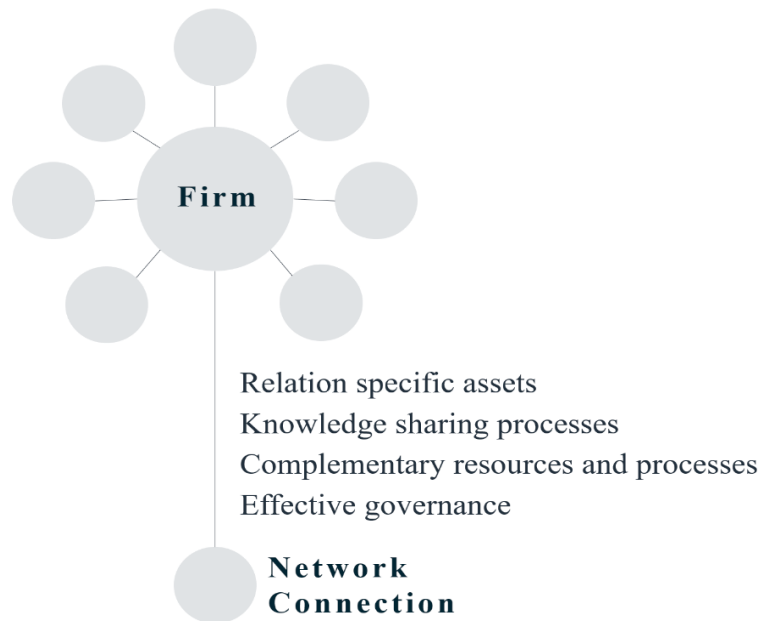 Firm
Relation specific assets
Knowledge sharing processes
Complementary resources and processes
Effective governance
Network
Connection